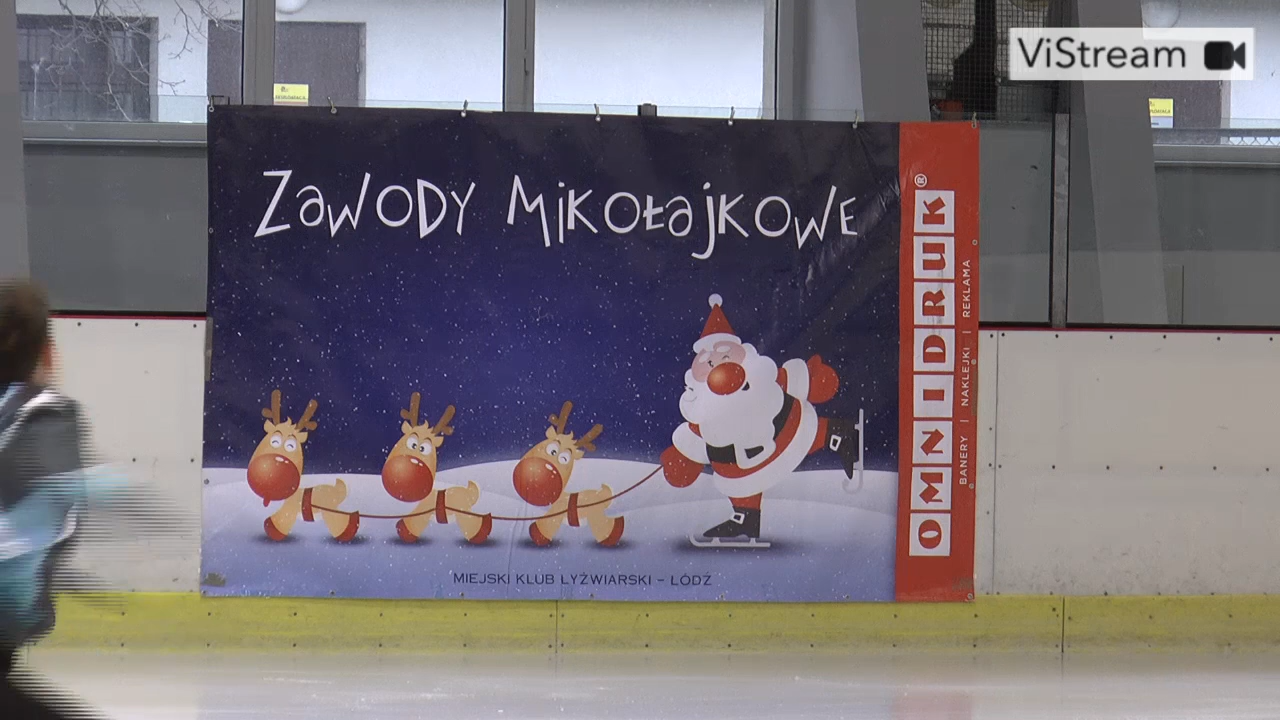 ViStream
ZAWODY MIKOŁAJKOWE
OMNIDRUK®
BANERY | NAKLEJKI | REKLAMA
MIEJSKI KLUB ŁYŻWIARSKI – ŁÓDŹ